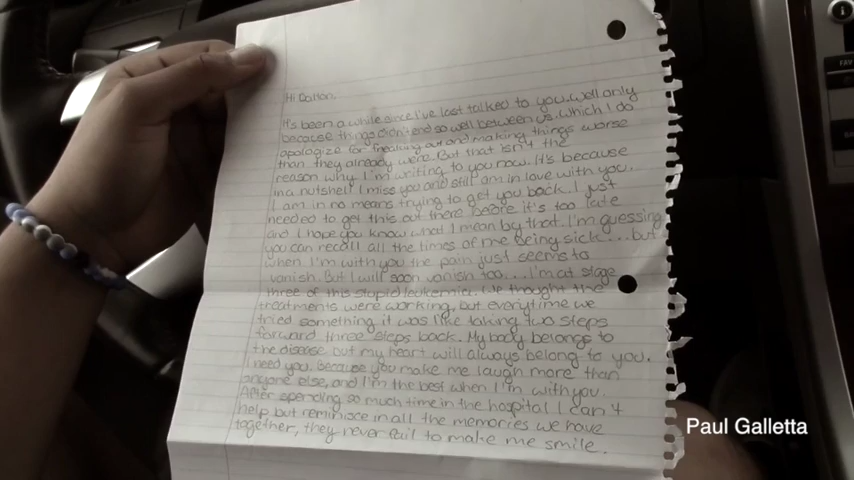 Hi Dalton,
It's been a while since I've last talked to you. Well only
because things didn't end so well between us. Which I do
apologize for freaking out and making things worse
than they already were. But that isn't the
reason why I'm writing to you now. It's because
in a nutshell I miss you and still am in love with you.
I am in no means trying to get you back. I just
needed to get this out there before it's too late
and I hope you know what I mean by that. I'm guessing
you can recall all the times of me being sick... but
when I'm with you the pain just seems to
vanish. But I will soon vanish too... I'm at stage
three of this stupid leukemia. We thought the
treatments were working, but everytime we
tried something it was like taking two steps
forward three steps back. My body belongs to
the disease, but my heart will always belong to you.
I need you. Because you make me laugh more than
anyone else, and I'm the best when I'm with you.
After spending so much time in the hospital I can't
help but reminisce in all the memories we have
together, they never fail to make me smile.
Paul Galletta
FAV